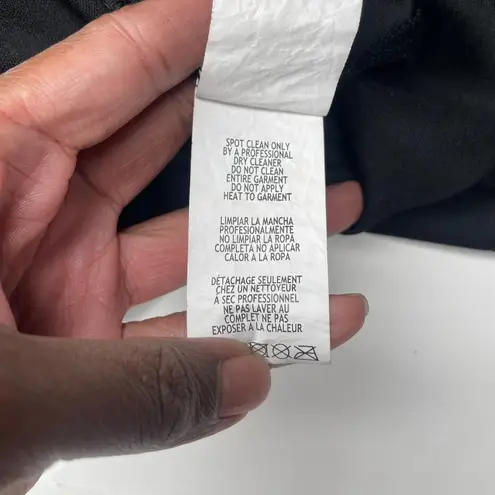 SPOT CLEAN ONLY
BY A PROFESSIONAL
DRY CLEANER
DO NOT CLEAN
ENTIRE GARMENT
DO NOT APPLY
HEAT TO GARMENT
LIMPIAR LA MANCHA
PROFESIONALMENTE
NO LIMPIAR LA ROPA
COMPLETA NO APLICAR
CALOR A LA ROPA
DÉTACHAGE SEULEMENT
CHEZ UN NETTOYEUR
A SEC PROFESSIONNEL
NE PAS LAVER AU
COMPLET NE PAS
EXPOSER A LA CHALEUR